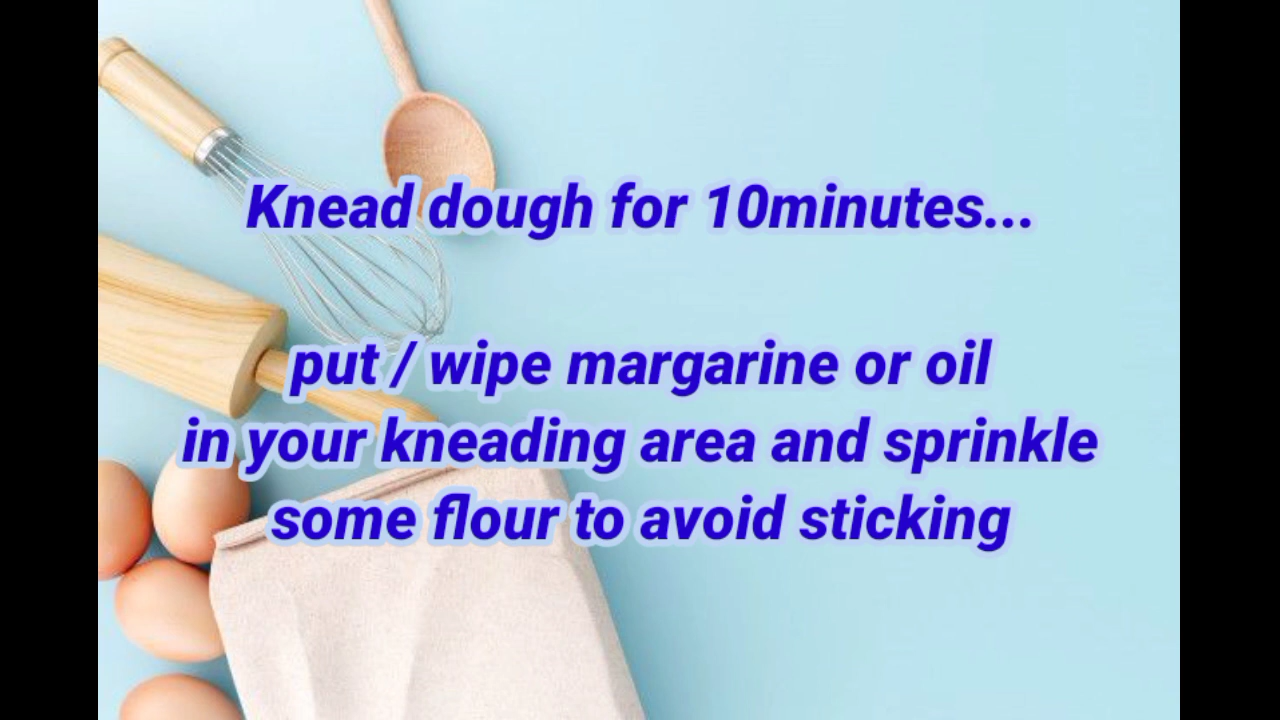 Knead dough for 10minutes...
put / wipe margarine or oil
in your kneading area and sprinkle
some flour to avoid sticking